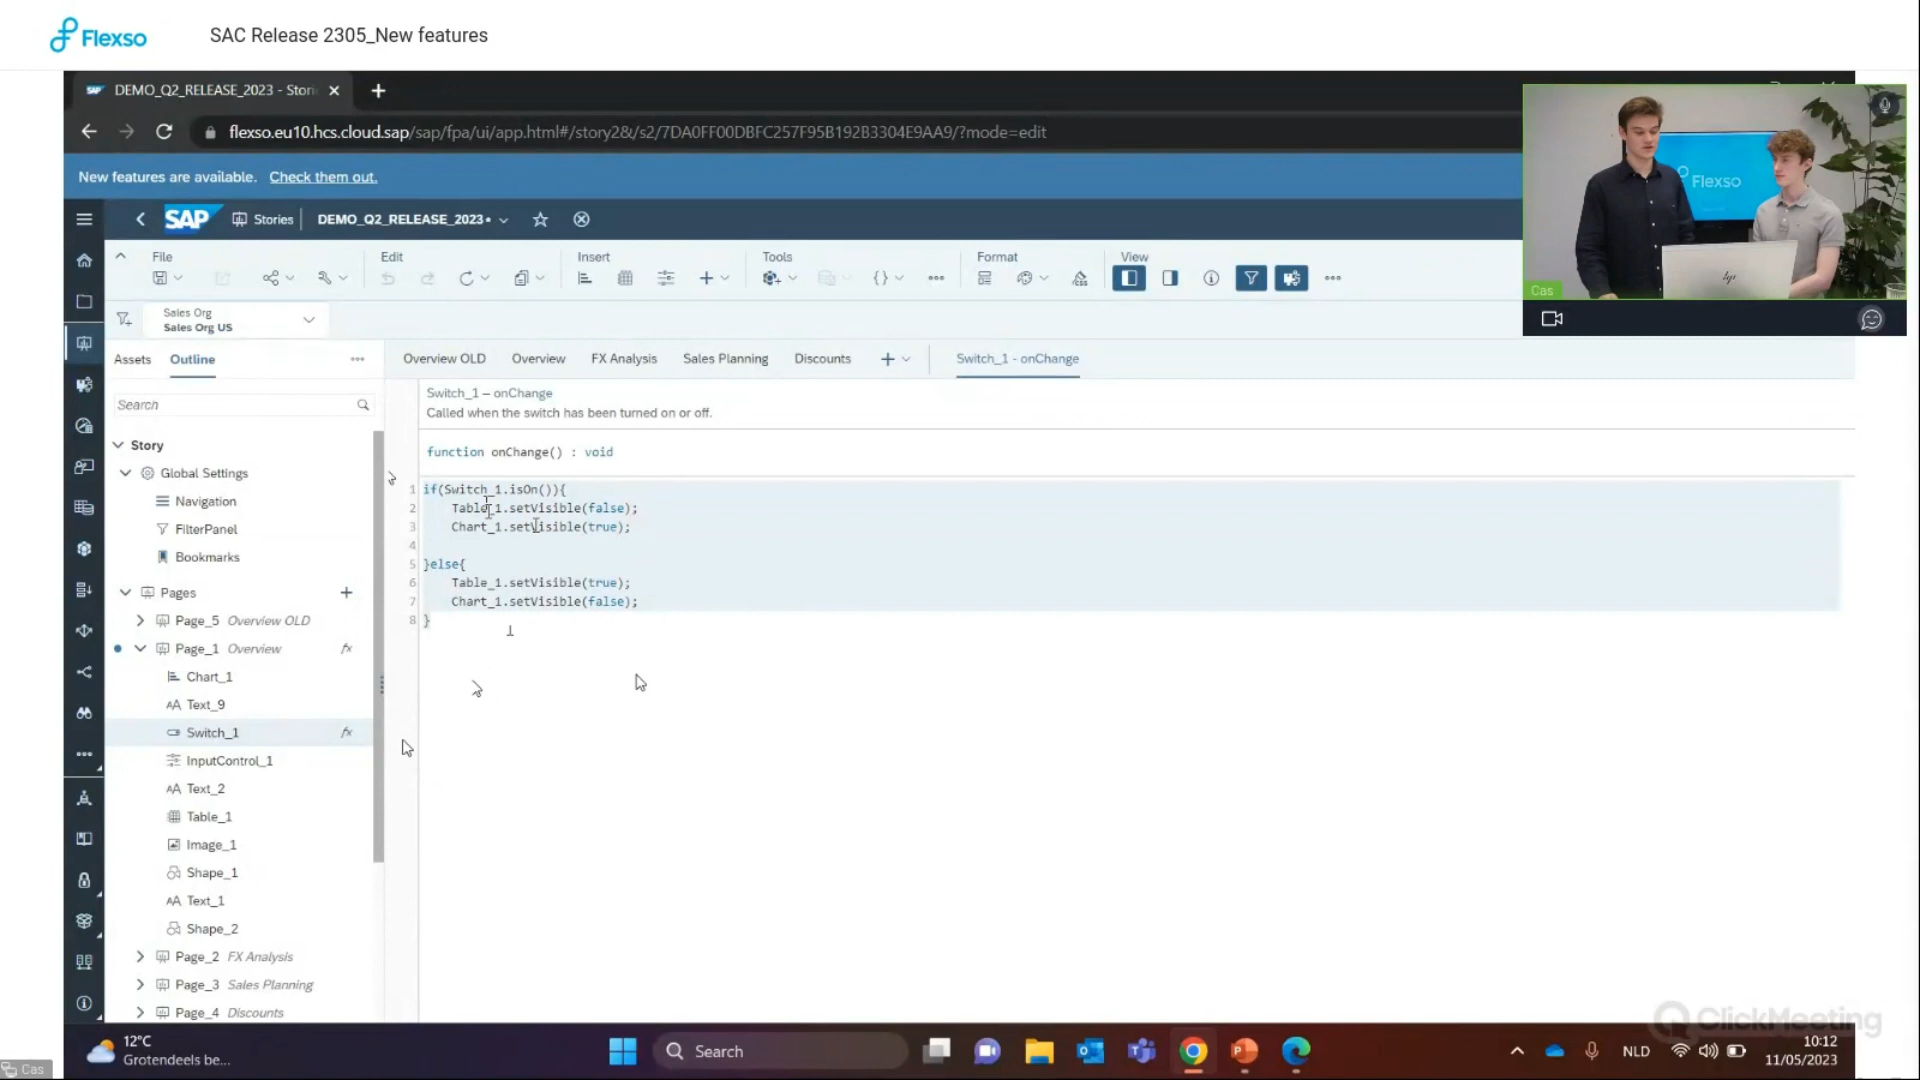 Flexso
SAC Release 2305_New features
DEMO_Q2_RELEASE_2023 - Stori
flexso.eu10.hcs.cloud.sap/sap/fpa/ui/app.html#/story2&/s2/7DA0FF00DBFC257F95B192B3304E9AA9/?mode=edit
New features are available. Check them out.
SAP Stories DEMO_Q2_RELEASE_2023•
File Edit Insert Tools Format View
Flexso
hp
Cas
Sales Org
Sales Org US
Assets Outline
Overview OLD Overview FX Analysis Sales Planning Discounts Switch_1 - onChange
Search
Switch_1 – onChange
Called when the switch has been turned on or off.
function onChange() : void
1 if(Switch_1.isOn()){
2 Table_1.setVisible(false);
3 Chart_1.setVisible(true);
4
5 }else{
6 Table_1.setVisible(true);
7 Chart_1.setVisible(false);
8 }
Story
Global Settings
Navigation
FilterPanel
Bookmarks
Pages
Page_5 Overview OLD
Page_1 Overview fx
Chart_1
AA Text_9
Switch_1 fx
InputControl_1
AA Text_2
Table_1
Image_1
Shape_1
AA Text_1
Shape_2
Page_2 FX Analysis
Page_3 Sales Planning
Page_4 Discounts
ClickMeeting
12°C
Grotendeels be...
Search
NLD
10:12
11/05/2023
Cas